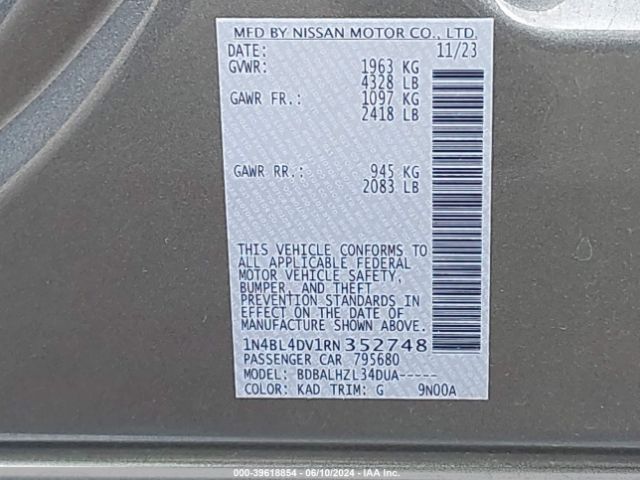 MFD BY NISSAN MOTOR CO., LTD.
DATE: 11/23
GVWR: 1963 KG
4328 LB
GAWR FR.: 1097 KG
2418 LB
GAWR RR.: 945 KG
2083 LB
THIS VEHICLE CONFORMS TO
ALL APPLICABLE FEDERAL
MOTOR VEHICLE SAFETY,
BUMPER, AND THEFT
PREVENTION STANDARDS IN
EFFECT ON THE DATE OF
MANUFACTURE SHOWN ABOVE.
1N4BL4DV1RN352748
PASSENGER CAR 795680
MODEL: BDBALHZL34DUA-----
COLOR: KAD TRIM: G 9N00A
000-39618854 - 06/10/2024 - IAA Inc.